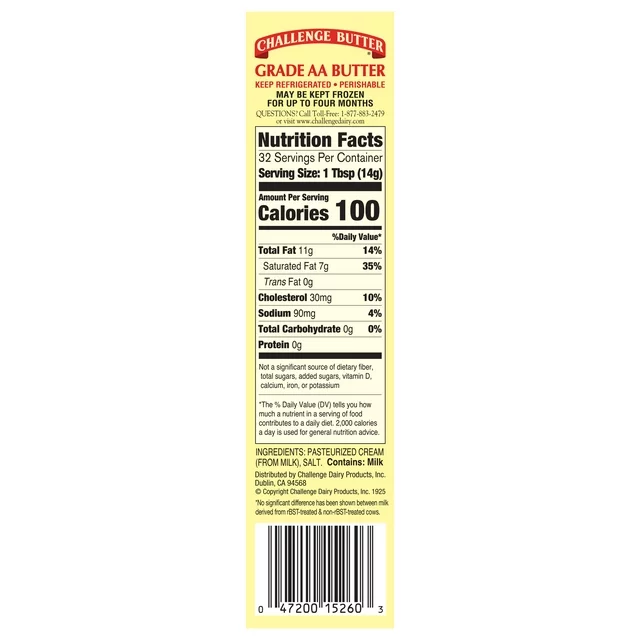 CHALLENGE BUTTER®
GRADE AA BUTTER
KEEP REFRIGERATED • PERISHABLE
MAY BE KEPT FROZEN
FOR UP TO FOUR MONTHS
QUESTIONS? Call Toll-Free: 1-877-883-2479
or visit www.challengedairy.com
Nutrition Facts
32 Servings Per Container
Serving Size: 1 Tbsp (14g)
Amount Per Serving
Calories 100
%Daily Value*
Total Fat 11g 14%
Saturated Fat 7g 35%
Trans Fat 0g
Cholesterol 30mg 10%
Sodium 90mg 4%
Total Carbohydrate 0g 0%
Protein 0g
Not a significant source of dietary fiber,
total sugars, added sugars, vitamin D,
calcium, iron, or potassium
*The % Daily Value (DV) tells you how
much a nutrient in a serving of food
contributes to a daily diet. 2,000 calories
a day is used for general nutrition advice.
INGREDIENTS: PASTEURIZED CREAM
(FROM MILK), SALT. Contains: Milk
Distributed by Challenge Dairy Products, Inc.
Dublin, CA 94568
© Copyright Challenge Dairy Products, Inc. 1925
*No significant difference has been shown between milk
derived from rBST-treated & non-rBST-treated cows.
0 47200 15260 3